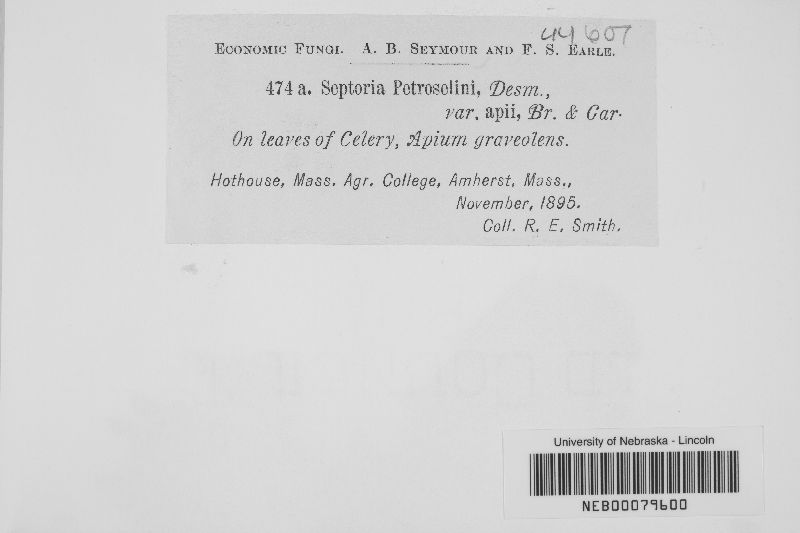 44607
ECONOMIC FUNGI. A. B. SEYMOUR AND F. S. EARLE.
474 a. Septoria Petroselini, Desm.,
var. apii, Br. & Car.
On leaves of Celery, Apium graveolens.
Hothouse, Mass. Agr. College, Amherst, Mass.,
November, 1895.
Coll. R. E. Smith.
University of Nebraska - Lincoln
NEB00079600